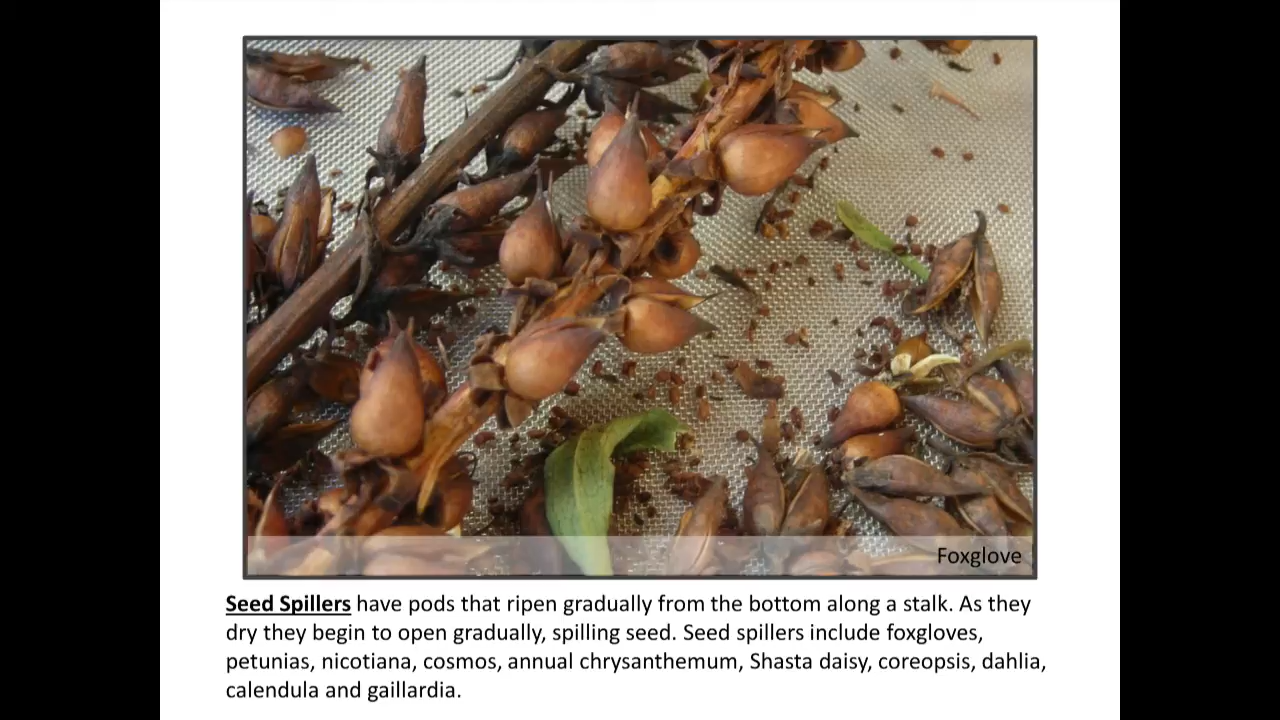 Foxglove
Seed Spillers have pods that ripen gradually from the bottom along a stalk. As they
dry they begin to open gradually, spilling seed. Seed spillers include foxgloves,
petunias, nicotiana, cosmos, annual chrysanthemum, Shasta daisy, coreopsis, dahlia,
calendula and gaillardia.